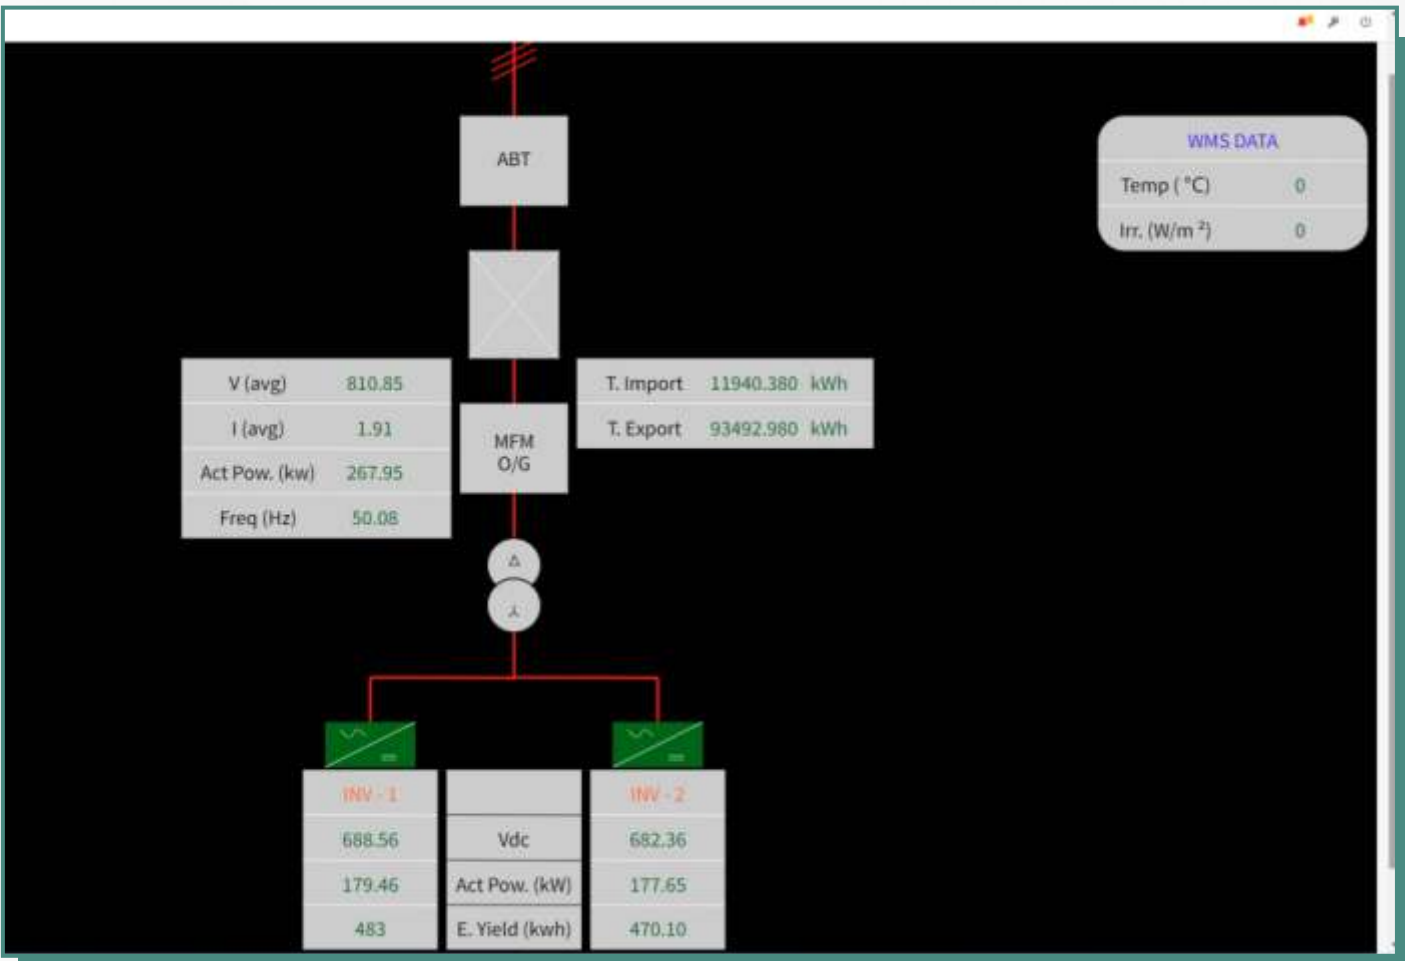 ABT
WMS DATA
Temp ( °C) 0
Irr. (W/m ²) 0
V (avg) 810.85
I (avg) 1.91
Act Pow. (kw) 267.95
Freq (Hz) 50.08
T. Import 11940.380 kWh
T. Export 93492.980 kWh
MFM
O/G
INV - 1 INV - 2
688.56 Vdc 682.36
179.46 Act Pow. (kW) 177.65
483 E. Yield (kwh) 470.10